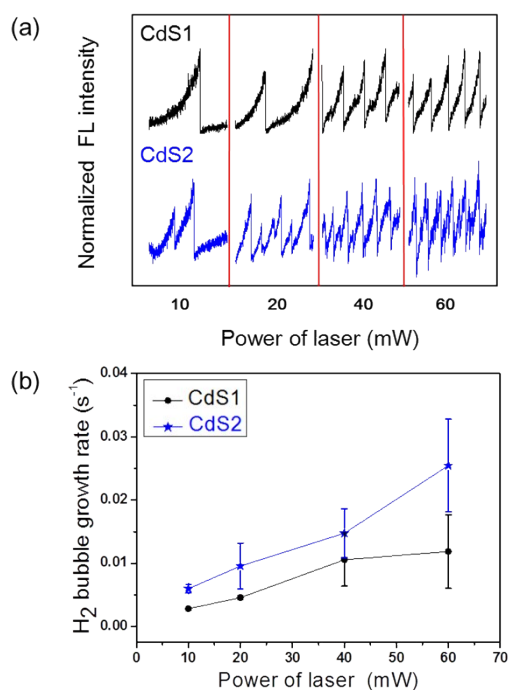 (a)
Normalized FL intensity
CdS1
CdS2
10 20 40 60
Power of laser (mW)
(b)
H2 bubble growth rate (s-1)
0.04
0.03
0.02
0.01
0.00
CdS1
CdS2
0 10 20 30 40 50 60 70
Power of laser (mW)